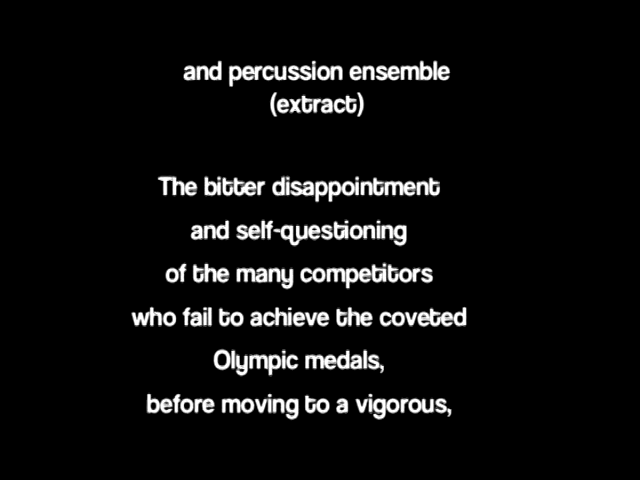 and percussion ensemble
(extract)
The bitter disappointment
and self-questioning
of the many competitors
who fail to achieve the coveted
Olympic medals,
before moving to a vigorous,